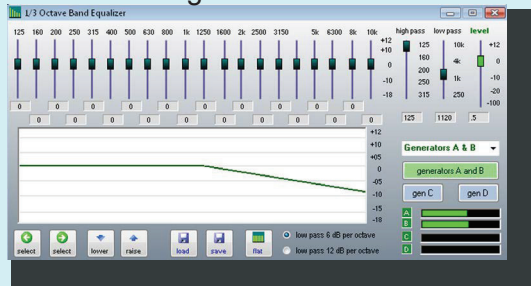 1/3 Octave Band Equalizer
125 160 200 250 315 400 500 630 800 1k 1250 1600 2k 2500 3150 5k 6300 8k 10k
high pass low pass level
+12
+10
0
-10
-18
125
160
200
250
315
10k
4k
1k
250
+12
0
-10
-20
-100
0 0 0 0 0 0 0 0 0
0 0 0 0 0 0 0 0
125 1120 .5
+12
+10
+05
0
-05
-10
-15
-18
Generators A & B
generators A and B
gen C gen D
A
B
C
D
select select lower raise load save flat
low pass 6 dB per octave
low pass 12 dB per octave